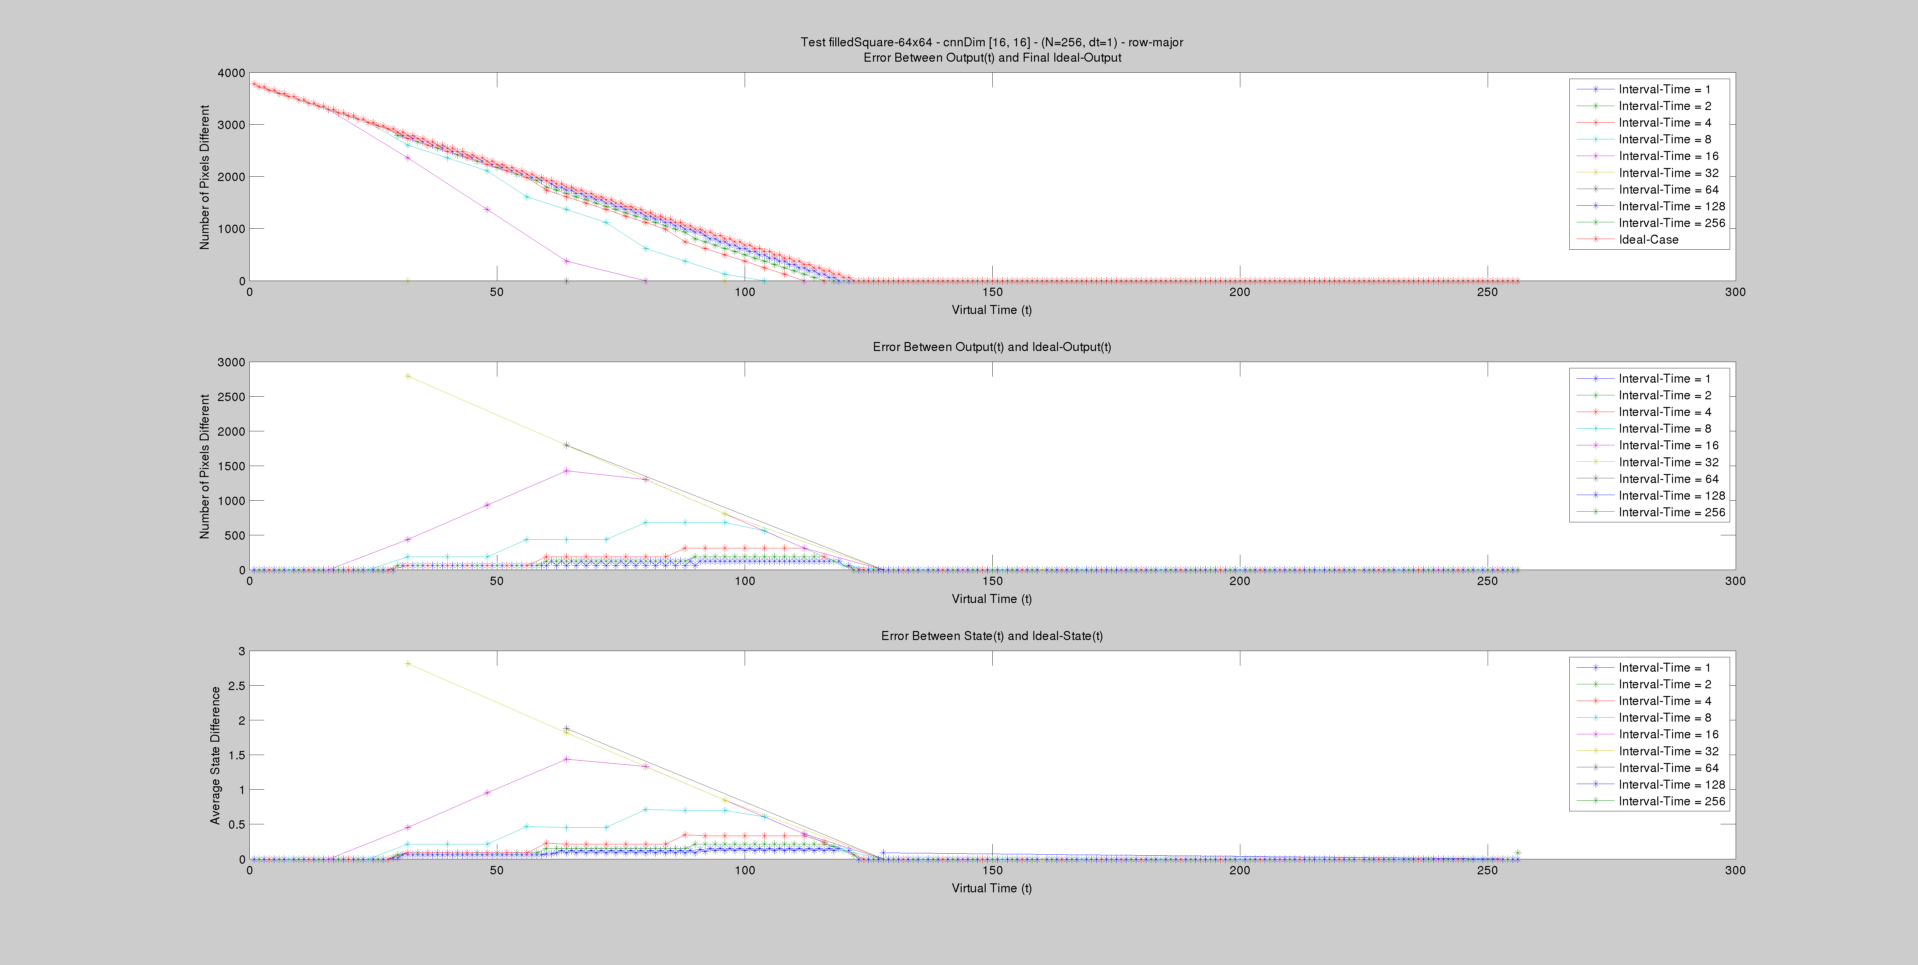 Test filledSquare-64x64 - cnnDim [16, 16] - (N=256, dt=1) - row-major
Error Between Output(t) and Final Ideal-Output
Number of Pixels Different
4000
3000
2000
1000
0
0 50 100 150 200 250 300
Virtual Time (t)
Interval-Time = 1
Interval-Time = 2
Interval-Time = 4
Interval-Time = 8
Interval-Time = 16
Interval-Time = 32
Interval-Time = 64
Interval-Time = 128
Interval-Time = 256
Ideal-Case
Error Between Output(t) and Ideal-Output(t)
Number of Pixels Different
3000
2500
2000
1500
1000
500
0
0 50 100 150 200 250 300
Virtual Time (t)
Interval-Time = 1
Interval-Time = 2
Interval-Time = 4
Interval-Time = 8
Interval-Time = 16
Interval-Time = 32
Interval-Time = 64
Interval-Time = 128
Interval-Time = 256
Error Between State(t) and Ideal-State(t)
Average State Difference
3
2.5
2
1.5
1
0.5
0
0 50 100 150 200 250 300
Virtual Time (t)
Interval-Time = 1
Interval-Time = 2
Interval-Time = 4
Interval-Time = 8
Interval-Time = 16
Interval-Time = 32
Interval-Time = 64
Interval-Time = 128
Interval-Time = 256